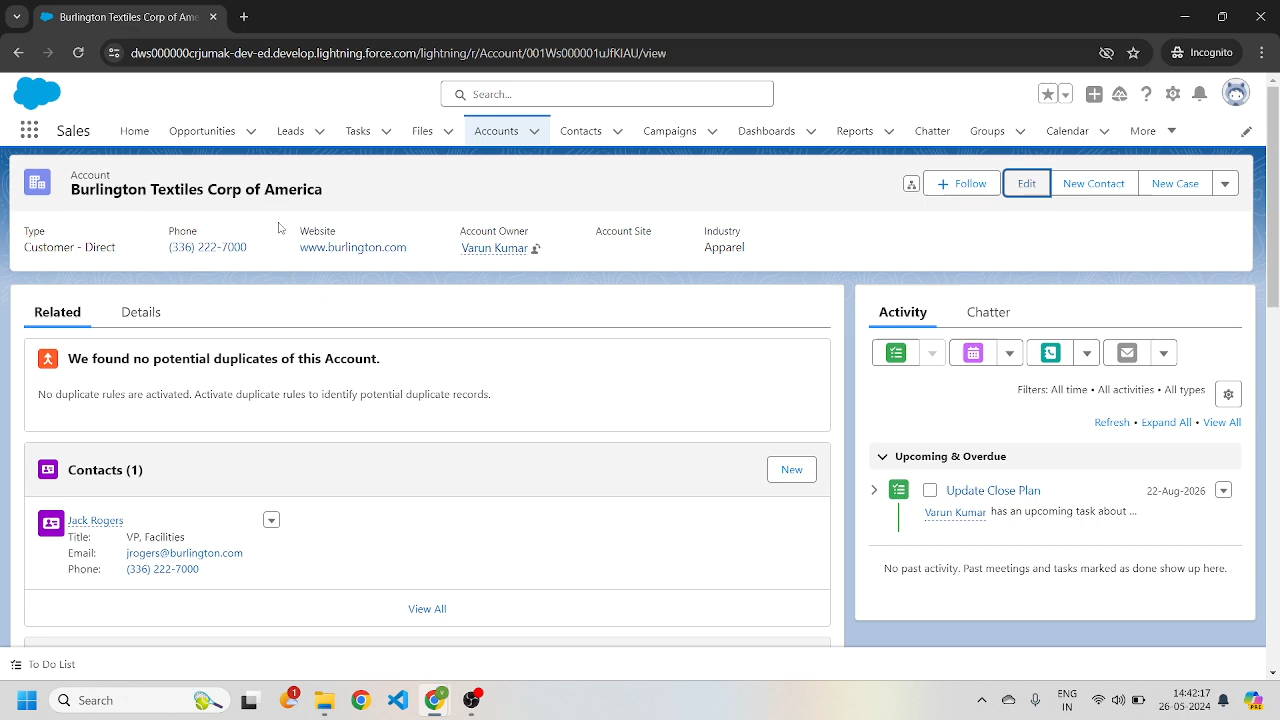 Burlington Textiles Corp of Ame
dws000000cjumak-dev-ed.develop.lightning.force.com/lightning/r/Account/001Ws000001uJfKIAU/view
Incognito
Search...
Sales
Home
Opportunities
Leads
Tasks
Files
Accounts
Contacts
Campaigns
Dashboards
Reports
Chatter
Groups
Calendar
More
Account
Burlington Textiles Corp of America
Follow
Edit
New Contact
New Case
Type
Phone
Website
Account Owner
Account Site
Industry
Customer - Direct
(336) 222-7000
www.burlington.com
Varun Kumar
Apparel
Related
Details
We found no potential duplicates of this Account.
No duplicate rules are activated. Activate duplicate rules to identify potential duplicate records.
Contacts (1)
New
Jack Rogers
Title: VP, Facilities
Email: jrogers@burlington.com
Phone: (336) 222-7000
View All
Activity
Chatter
Filters: All time • All activities • All types
Refresh • Expand All • View All
Upcoming & Overdue
Update Close Plan
22-Aug-2026
Varun Kumar has an upcoming task about ...
No past activity. Past meetings and tasks marked as done show up here.
To Do List
Search
1
ENG
IN
14:42:17
26-05-2024
PRE